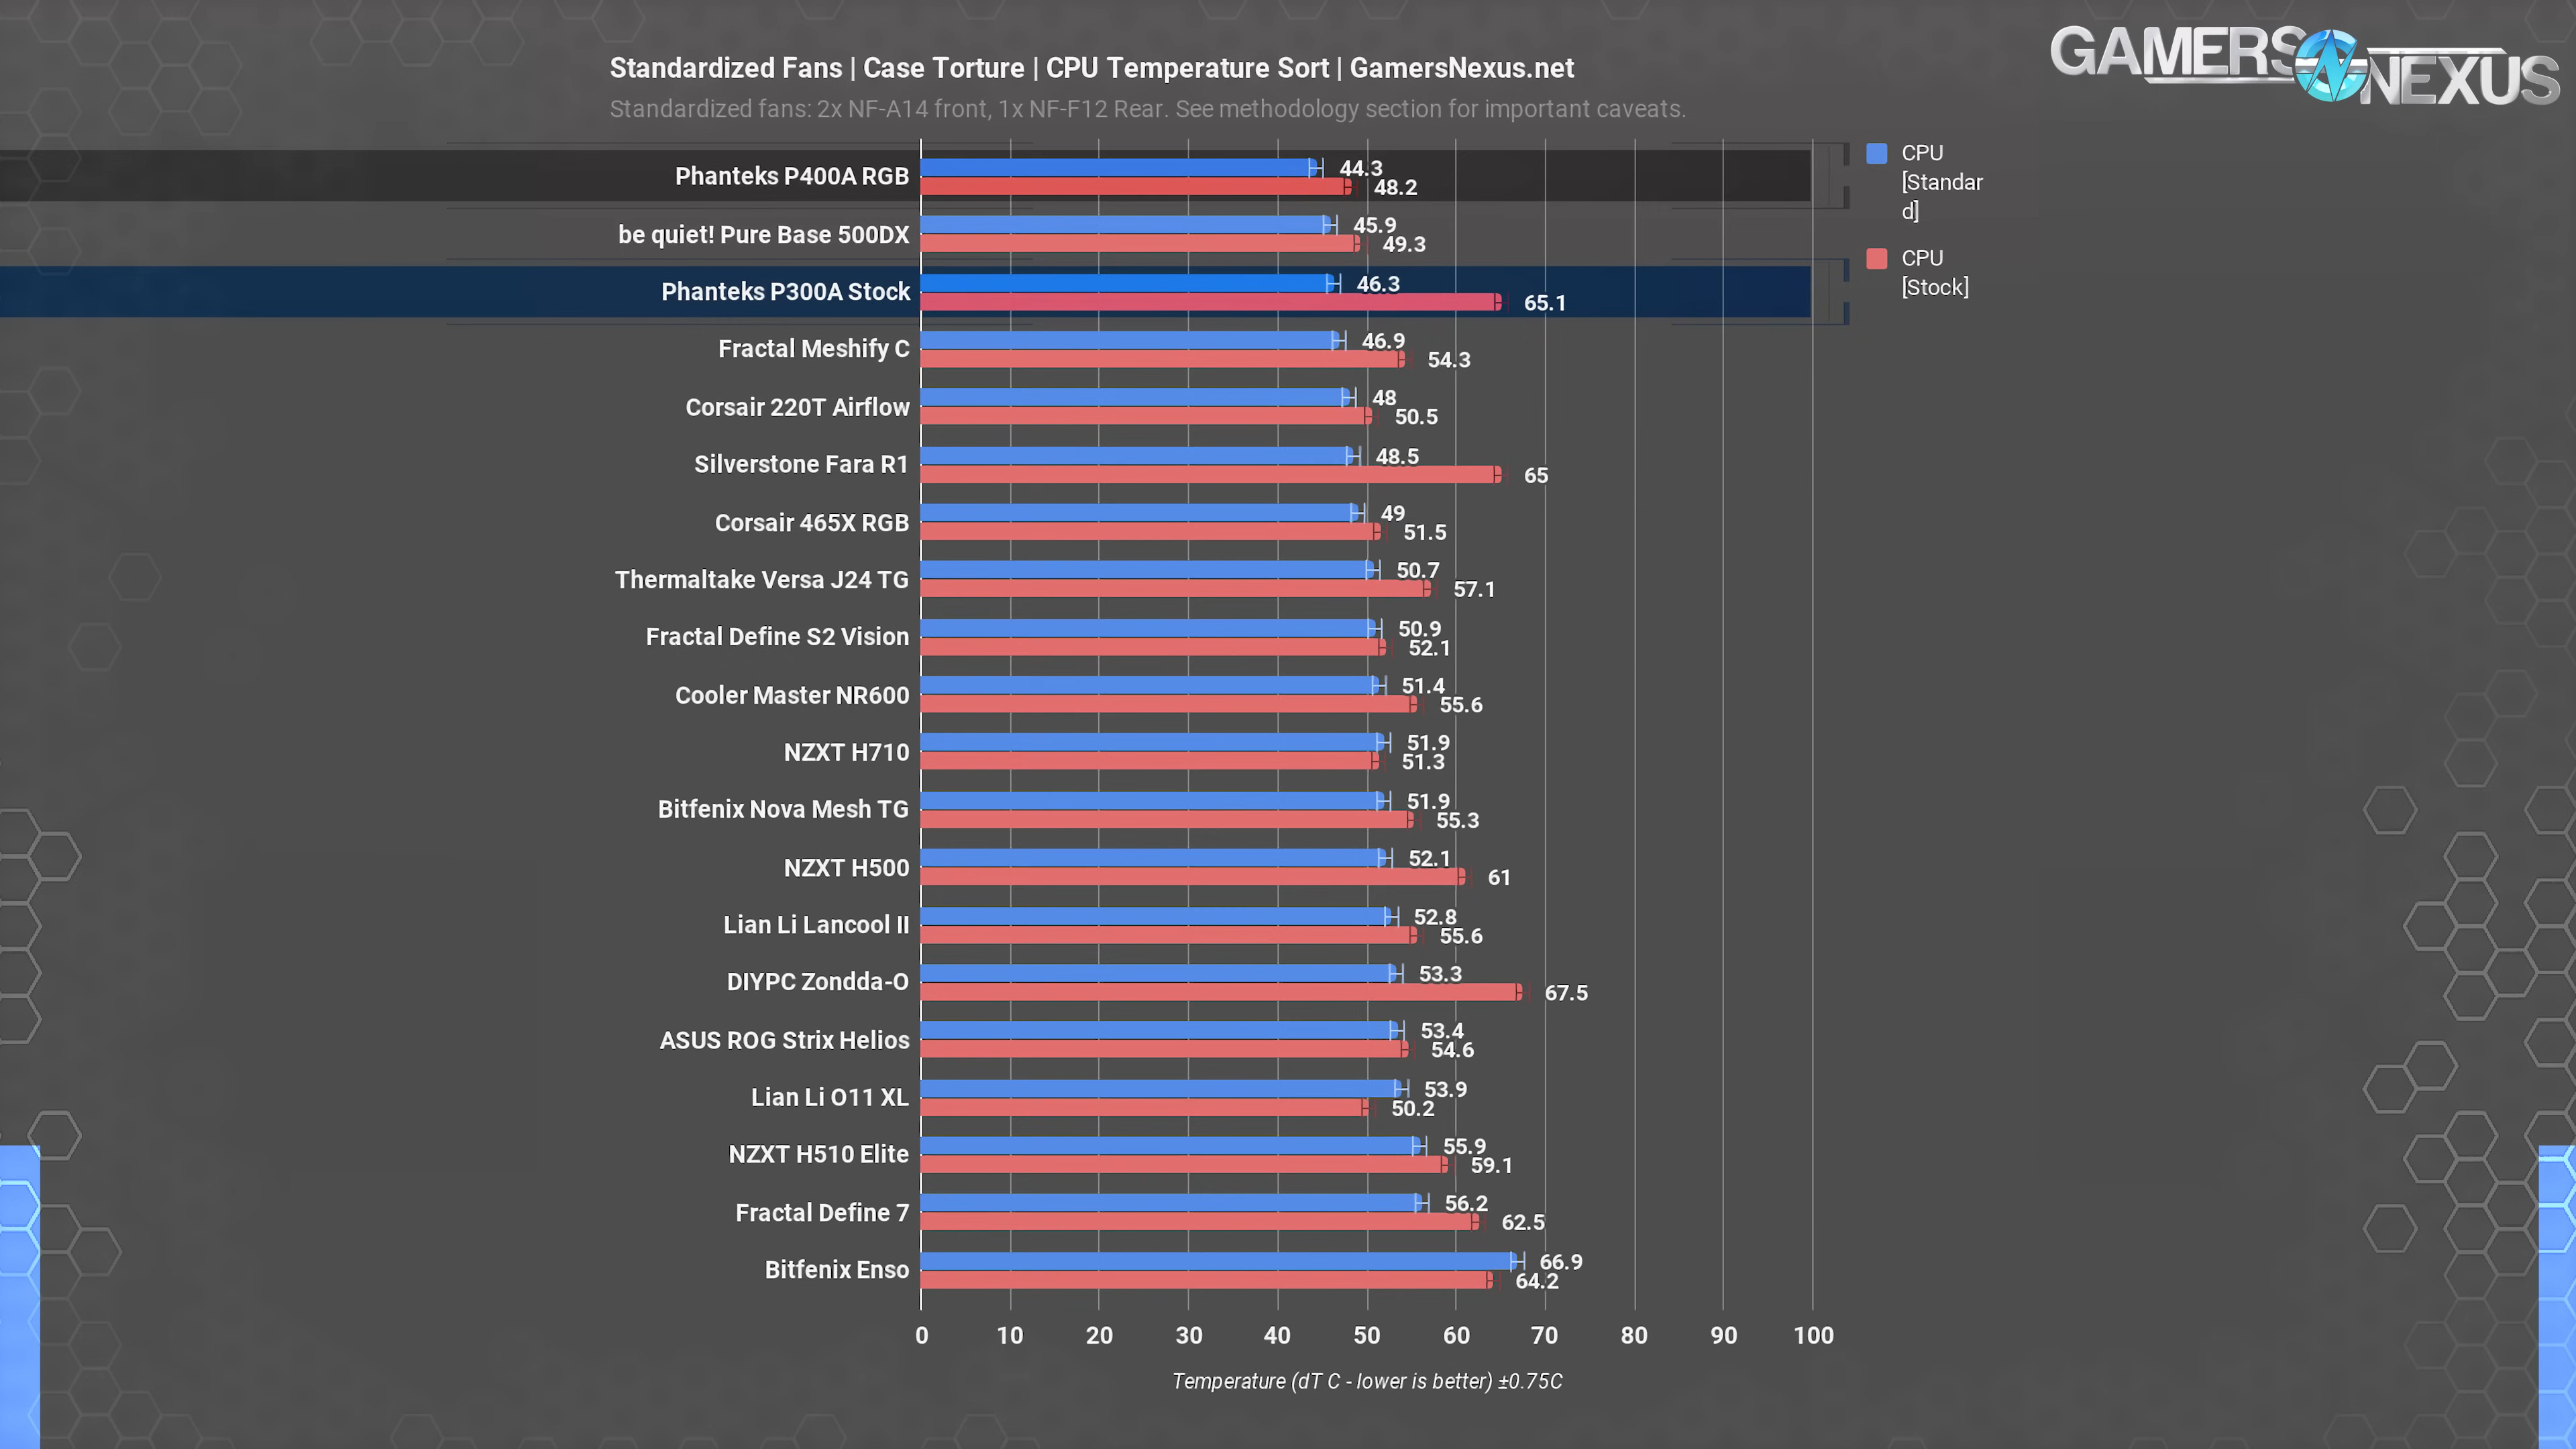 GAMERS NEXUS
Standardized Fans | Case Torture | CPU Temperature Sort | GamersNexus.net
Standardized fans: 2x NF-A14 front, 1x NF-F12 Rear. See methodology section for important caveats.
CPU
[Standar
d]
CPU
[Stock]
Phanteks P400A RGB
44.3
48.2
be quiet! Pure Base 500DX
45.9
49.3
Phanteks P300A Stock
46.3
65.1
Fractal Meshify C
46.9
54.3
Corsair 220T Airflow
48
50.5
Silverstone Fara R1
48.5
65
Corsair 465X RGB
49
51.5
Thermaltake Versa J24 TG
50.7
57.1
Fractal Define S2 Vision
50.9
52.1
Cooler Master NR600
51.4
55.6
NZXT H710
51.9
51.3
Bitfenix Nova Mesh TG
51.9
55.3
NZXT H500
52.1
61
Lian Li Lancool II
52.8
55.6
DIYPC Zondda-O
53.3
67.5
ASUS ROG Strix Helios
53.4
54.6
Lian Li O11 XL
53.9
50.2
NZXT H510 Elite
55.9
59.1
Fractal Define 7
56.2
62.5
Bitfenix Enso
66.9
64.2
0 10 20 30 40 50 60 70 80 90 100
Temperature (dT C - lower is better) ±0.75C